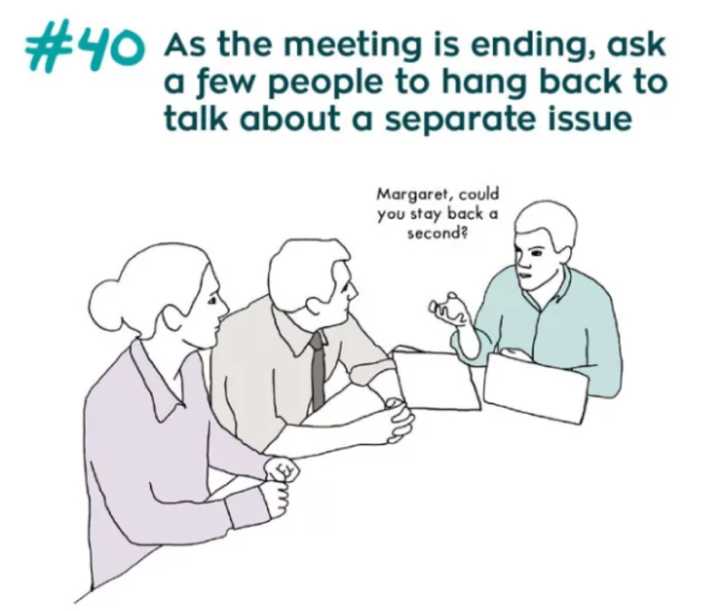 #40 As the meeting is ending, ask
a few people to hang back to
talk about a separate issue
Margaret, could
you stay back a
second?